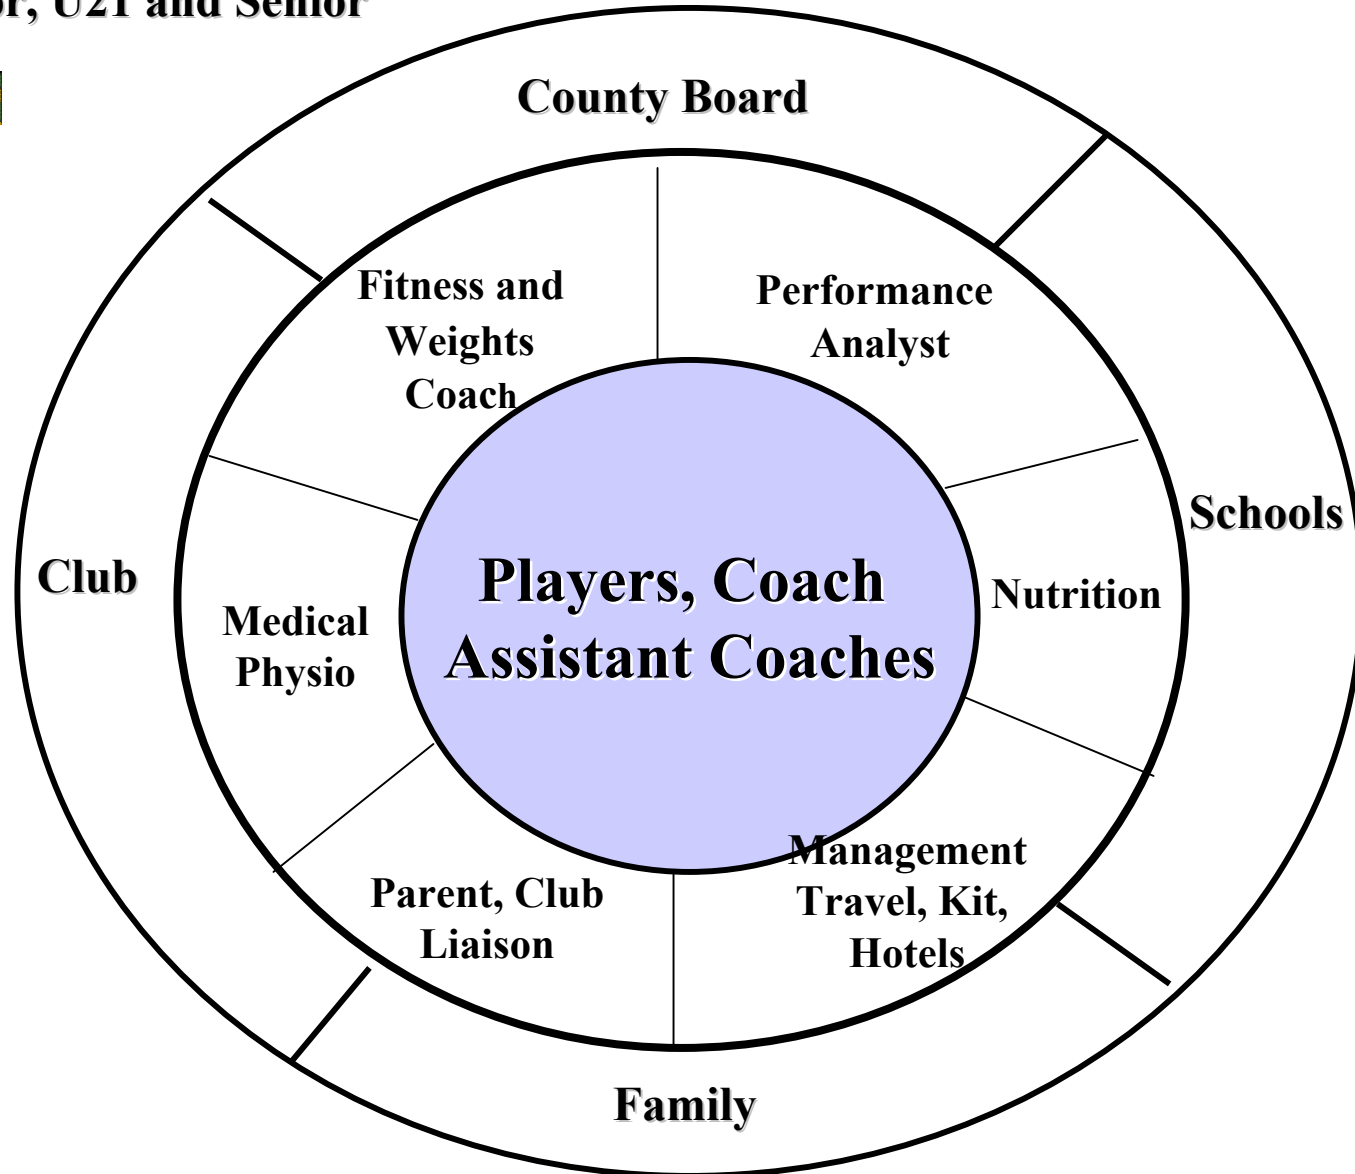 U21 and Senior
County Board
Fitness and
Weights
Coach
Performance
Analyst
Schools
Club
Players, Coach
Assistant Coaches
Nutrition
Medical
Physio
Management
Travel, Kit,
Hotels
Parent, Club
Liaison
Family